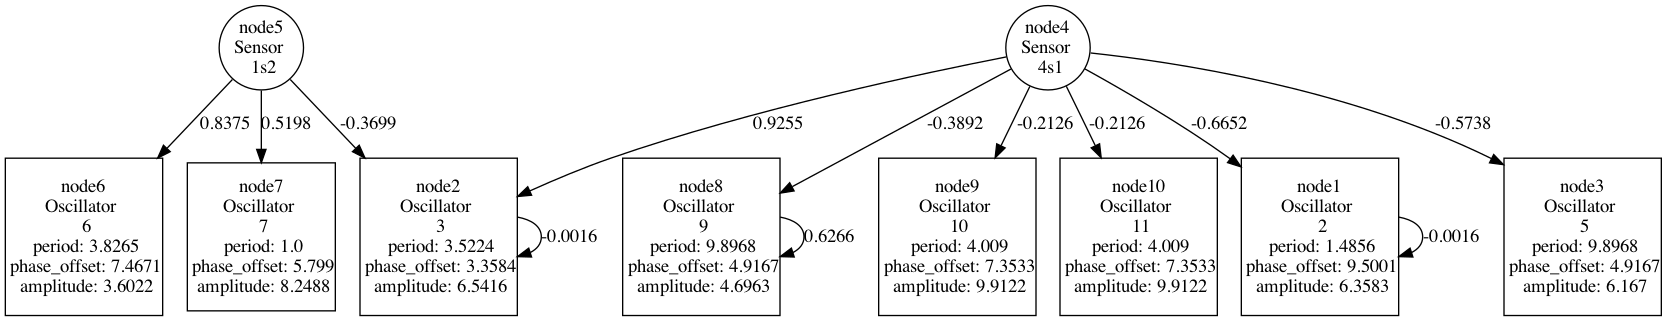 node5
Sensor
1s2
node4
Sensor
4s1
0.8375
0.5198
-0.3699
0.9255
-0.3892
-0.2126
-0.2126
-0.6652
-0.5738
node6
Oscillator
6
period: 3.8265
phase_offset: 7.4671
amplitude: 3.6022
node7
Oscillator
7
period: 1.0
phase_offset: 5.799
amplitude: 8.2488
node2
Oscillator
3
period: 3.5224
phase_offset: 3.3584
amplitude: 6.5416
-0.0016
node8
Oscillator
9
period: 9.8968
phase_offset: 4.9167
amplitude: 4.6963
0.6266
node9
Oscillator
10
period: 4.009
phase_offset: 7.3533
amplitude: 9.9122
node10
Oscillator
11
period: 4.009
phase_offset: 7.3533
amplitude: 9.9122
node1
Oscillator
2
period: 1.4856
phase_offset: 9.5001
amplitude: 6.3583
-0.0016
node3
Oscillator
5
period: 9.8968
phase_offset: 4.9167
amplitude: 6.167